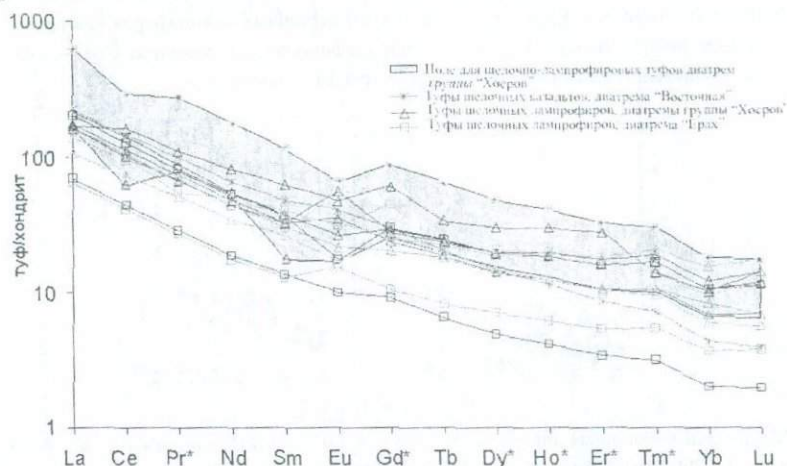 1000
Поле для щелочно-лампрофировых туфов диатрем
группы "Хосров"
Туфы щелочных базальтов, диатрема "Восточная"
Туфы щелочных лампрофиров, диатремы группы "Хосров"
Туфы щелочных лампрофиров, диатрема "Ерах"
100
туф/хондрит
10
1
La Ce Pr* Nd Sm Eu Gd* Tb Dy* Ho* Er* Tm* Yb Lu